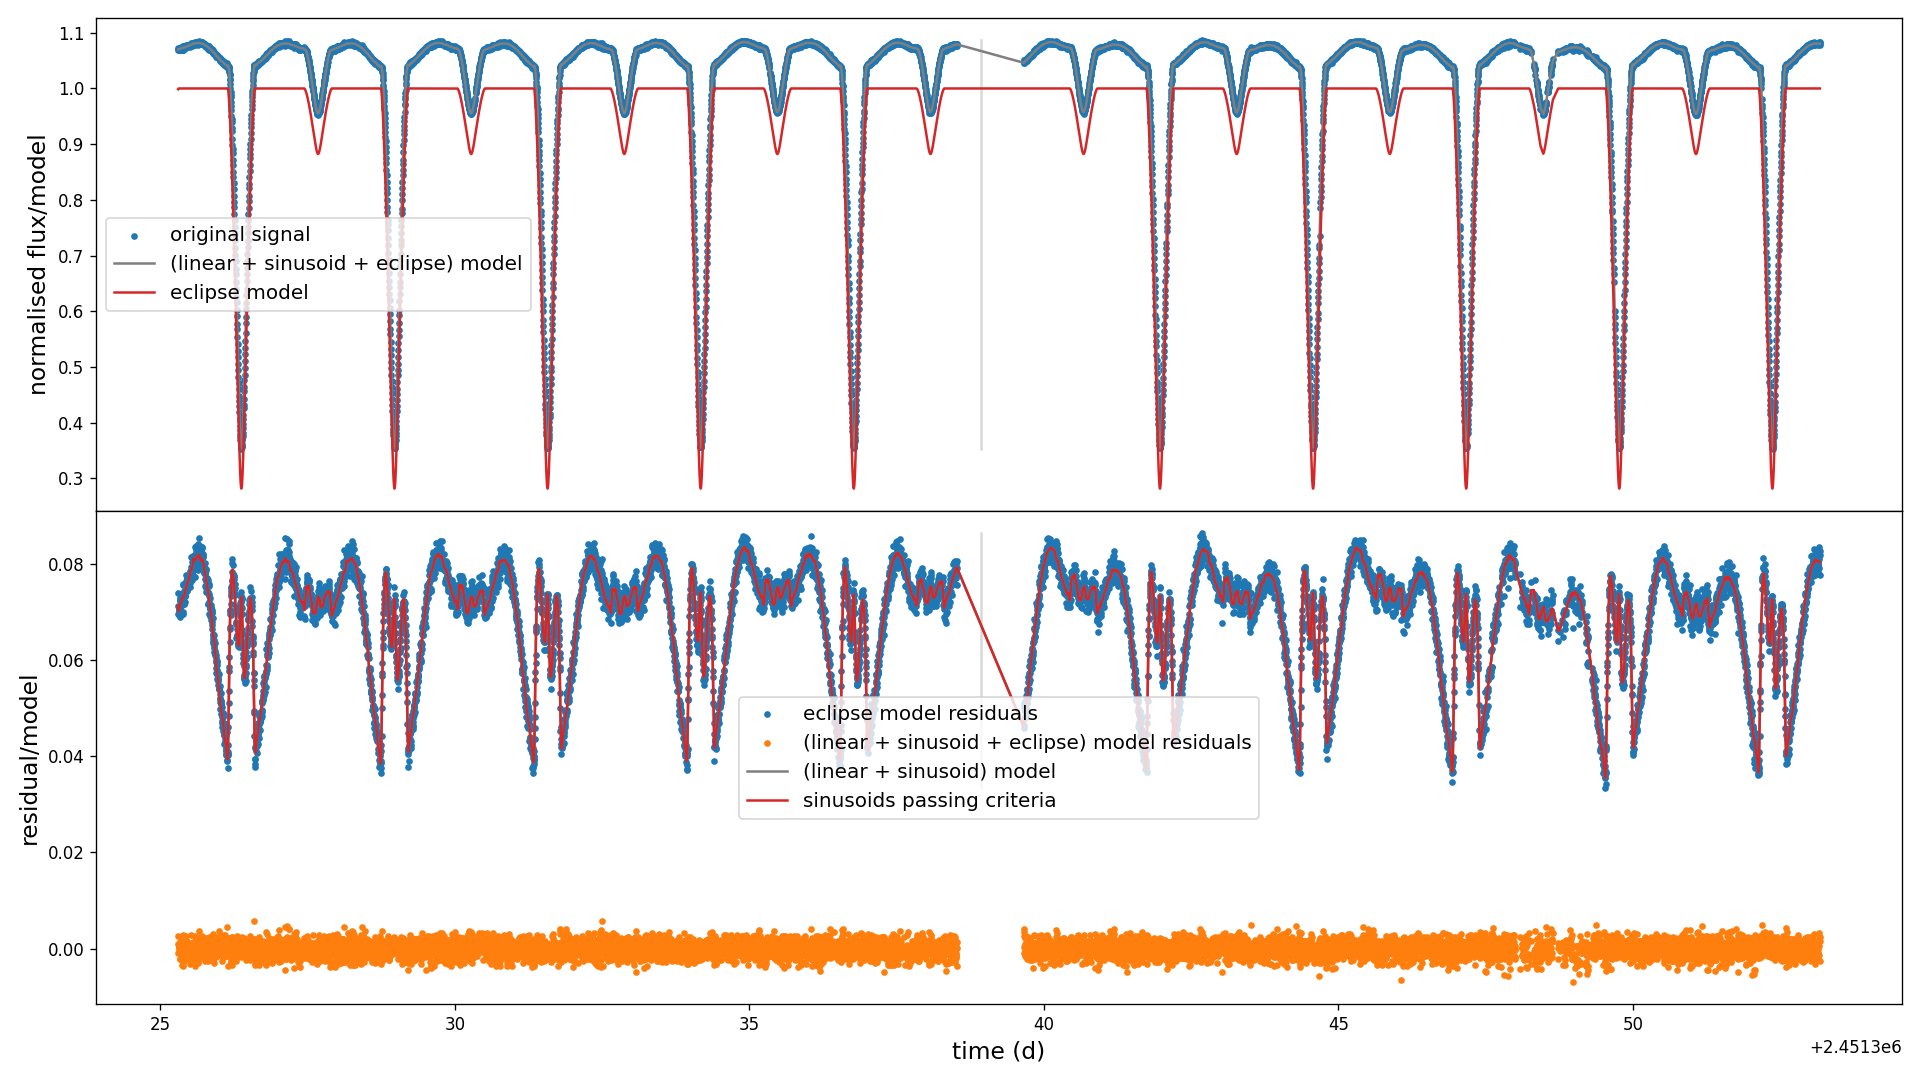 1.1
1.0
0.9
0.8
0.7
0.6
0.5
0.4
0.3
normalised flux/model
original signal
(linear + sinusoid + eclipse) model
eclipse model
0.08
0.06
0.04
0.02
0.00
residual/model
eclipse model residuals
(linear + sinusoid + eclipse) model residuals
(linear + sinusoid) model
sinusoids passing criteria
25 30 35 40 45 50
time (d)
+2.4513e6